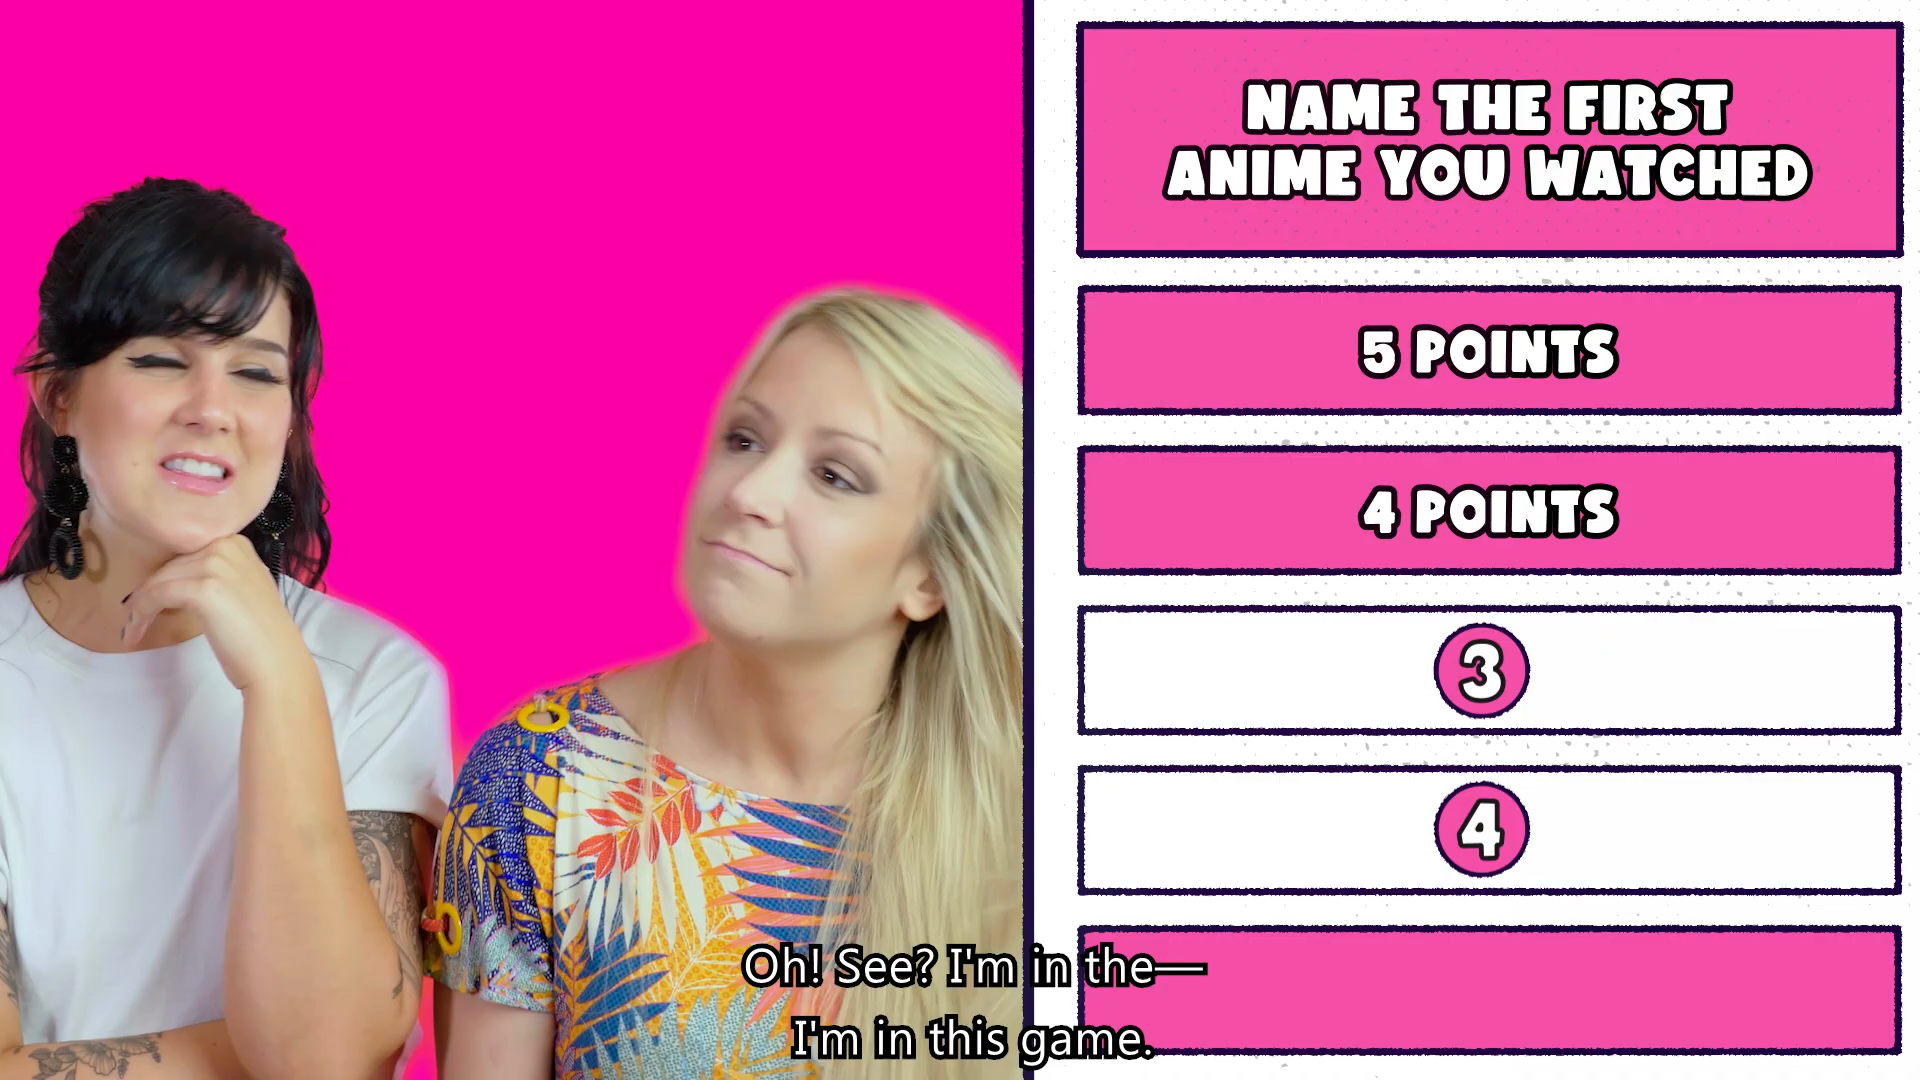 NAME THE FIRST
ANIME YOU WATCHED
5 POINTS
4 POINTS
3
4
Oh! See? I'm in the—
I'm in this game.